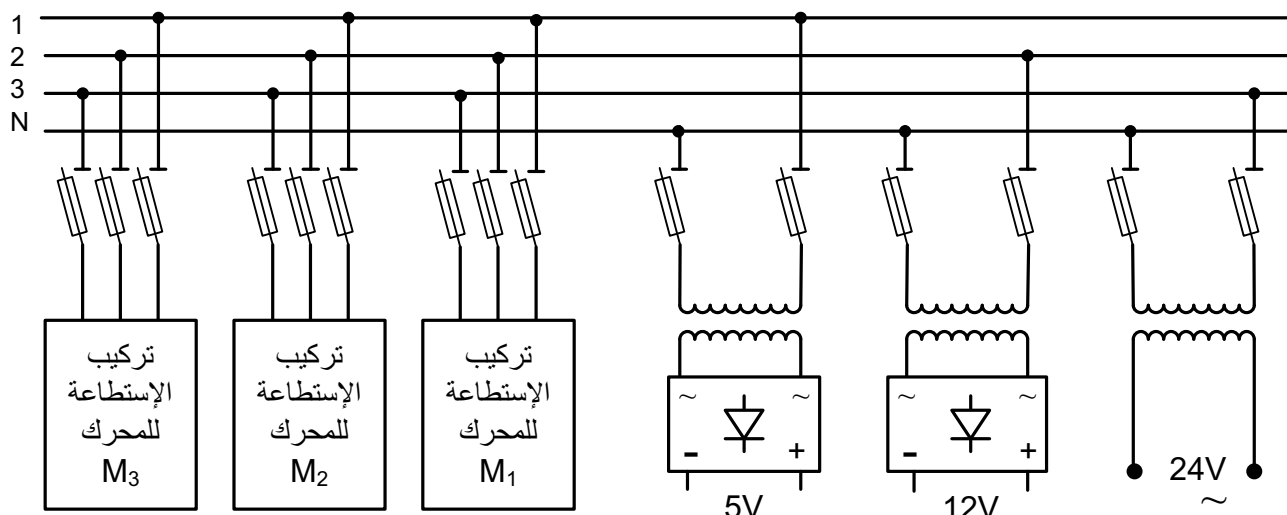 1
2
3
N
تركيب
الإستطاعة
للمحرك
M3
تركيب
الإستطاعة
للمحرك
M2
تركيب
الإستطاعة
للمحرك
M1
~ ~
- +
5V
~ ~
- +
12V
24V
~